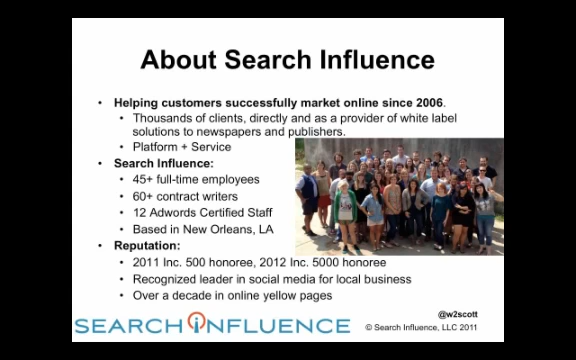 About Search Influence
• Helping customers successfully market online since 2006.
• Thousands of clients, directly and as a provider of white label
solutions to newspapers and publishers.
• Platform + Service
• Search Influence:
• 45+ full-time employees
• 60+ contract writers
• 12 Adwords Certified Staff
• Based in New Orleans, LA
• Reputation:
• 2011 Inc. 500 honoree, 2012 Inc. 5000 honoree
• Recognized leader in social media for local business
• Over a decade in online yellow pages
@w2scott
SEARCH INFLUENCE
© Search Influence, LLC 2011